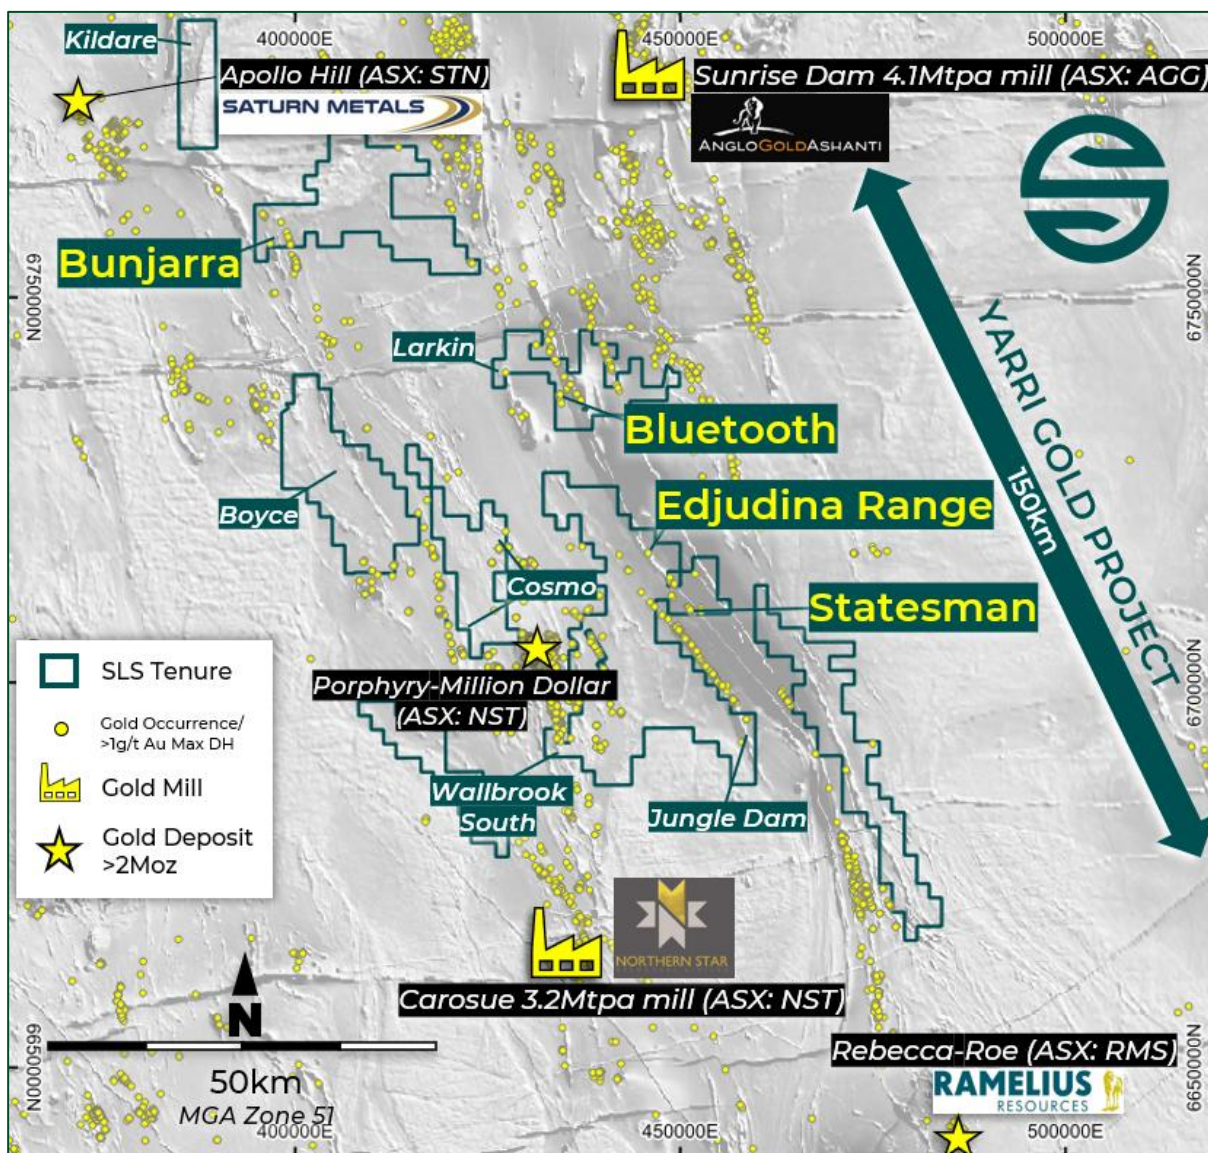 Kildare
400000E
450000E
500000E
Apollo Hill (ASX: STN)
SATURN METALS
Sunrise Dam 4.1Mtpa mill (ASX: AGG)
ANGLOGOLDASHANTI
Bunjarra
6750000N
6750000N
Larkin
Bluetooth
YARRI GOLD PROJECT
150km
Boyce
Edjudina Range
Cosmo
Statesman
SLS Tenure
Gold Occurrence/
>1g/t Au Max DH
Gold Mill
Gold Deposit
>2Moz
Porphyry-Million Dollar
(ASX: NST)
6700000N
Wallbrook
South
Jungle Dam
NORTHERN STAR
Carosue 3.2Mtpa mill (ASX: NST)
N
50km
MGA Zone 51
Rebecca-Roe (ASX: RMS)
RAMELIUS
RESOURCES
6650000N
6650000N
400000E
450000E
500000E